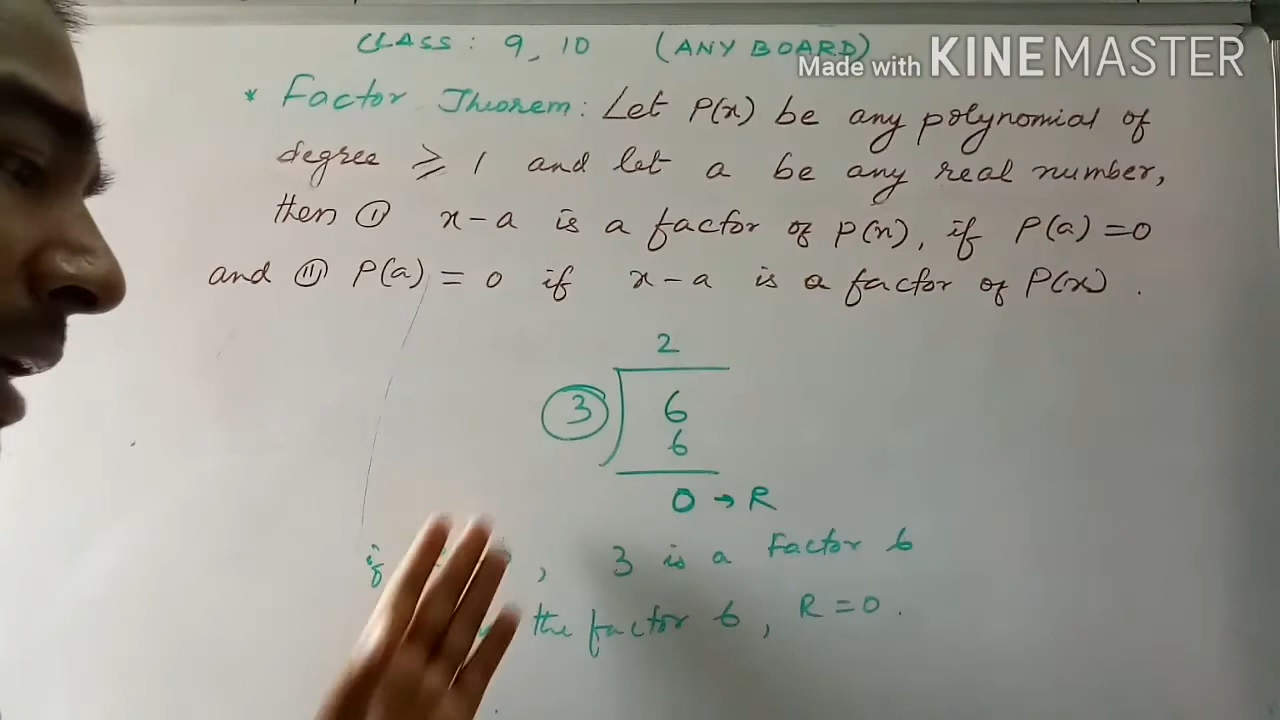 CLASS: 9, 10 (ANY BOARD)
Made with KINEMASTER
* Factor Theorem: Let P(x) be any polynomial of
degree ⩾ 1 and let a be any real number,
then ① x-a is a factor of P(x), if P(a) = 0
and ⑪ P(a) = 0 if x-a is a factor of P(x).
2
3 6
6
0 → R
if , 3 is a Factor 6
the factor 6, R = 0.